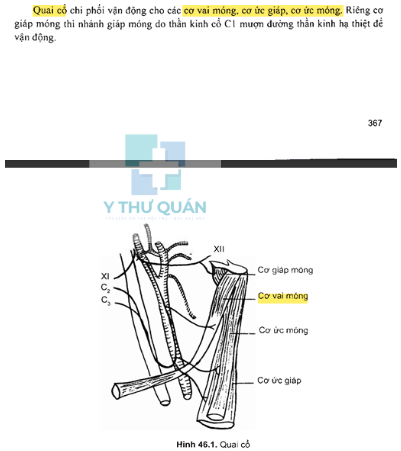 Quai cổ chi phối vận động cho các cơ vai móng, cơ ức giáp, cơ ức móng. Riêng cơ
giáp móng thì nhánh giáp móng do thần kinh cổ C1 mượn đường thần kinh hạ thiệt để
vận động.
367
Y THƯ QUÁN
XII
Cơ giáp móng
XI
C2
Cơ vai móng
C3
Cơ ức móng
Cơ ức giáp
Hình 46.1. Quai cổ